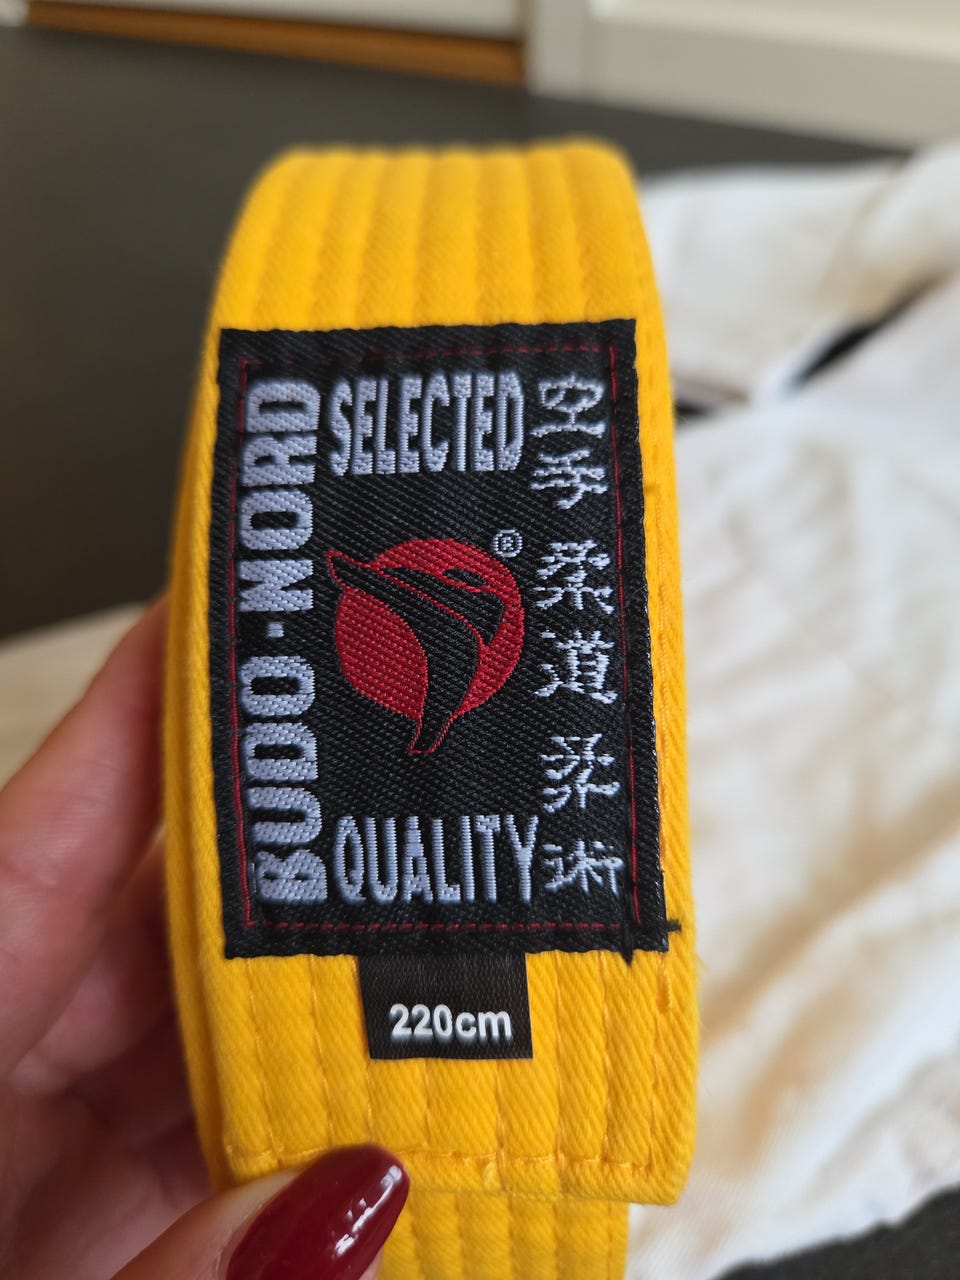 BUDO·NORD
SELECTED
®
QUALITY
空手
柔道
柔術
220cm